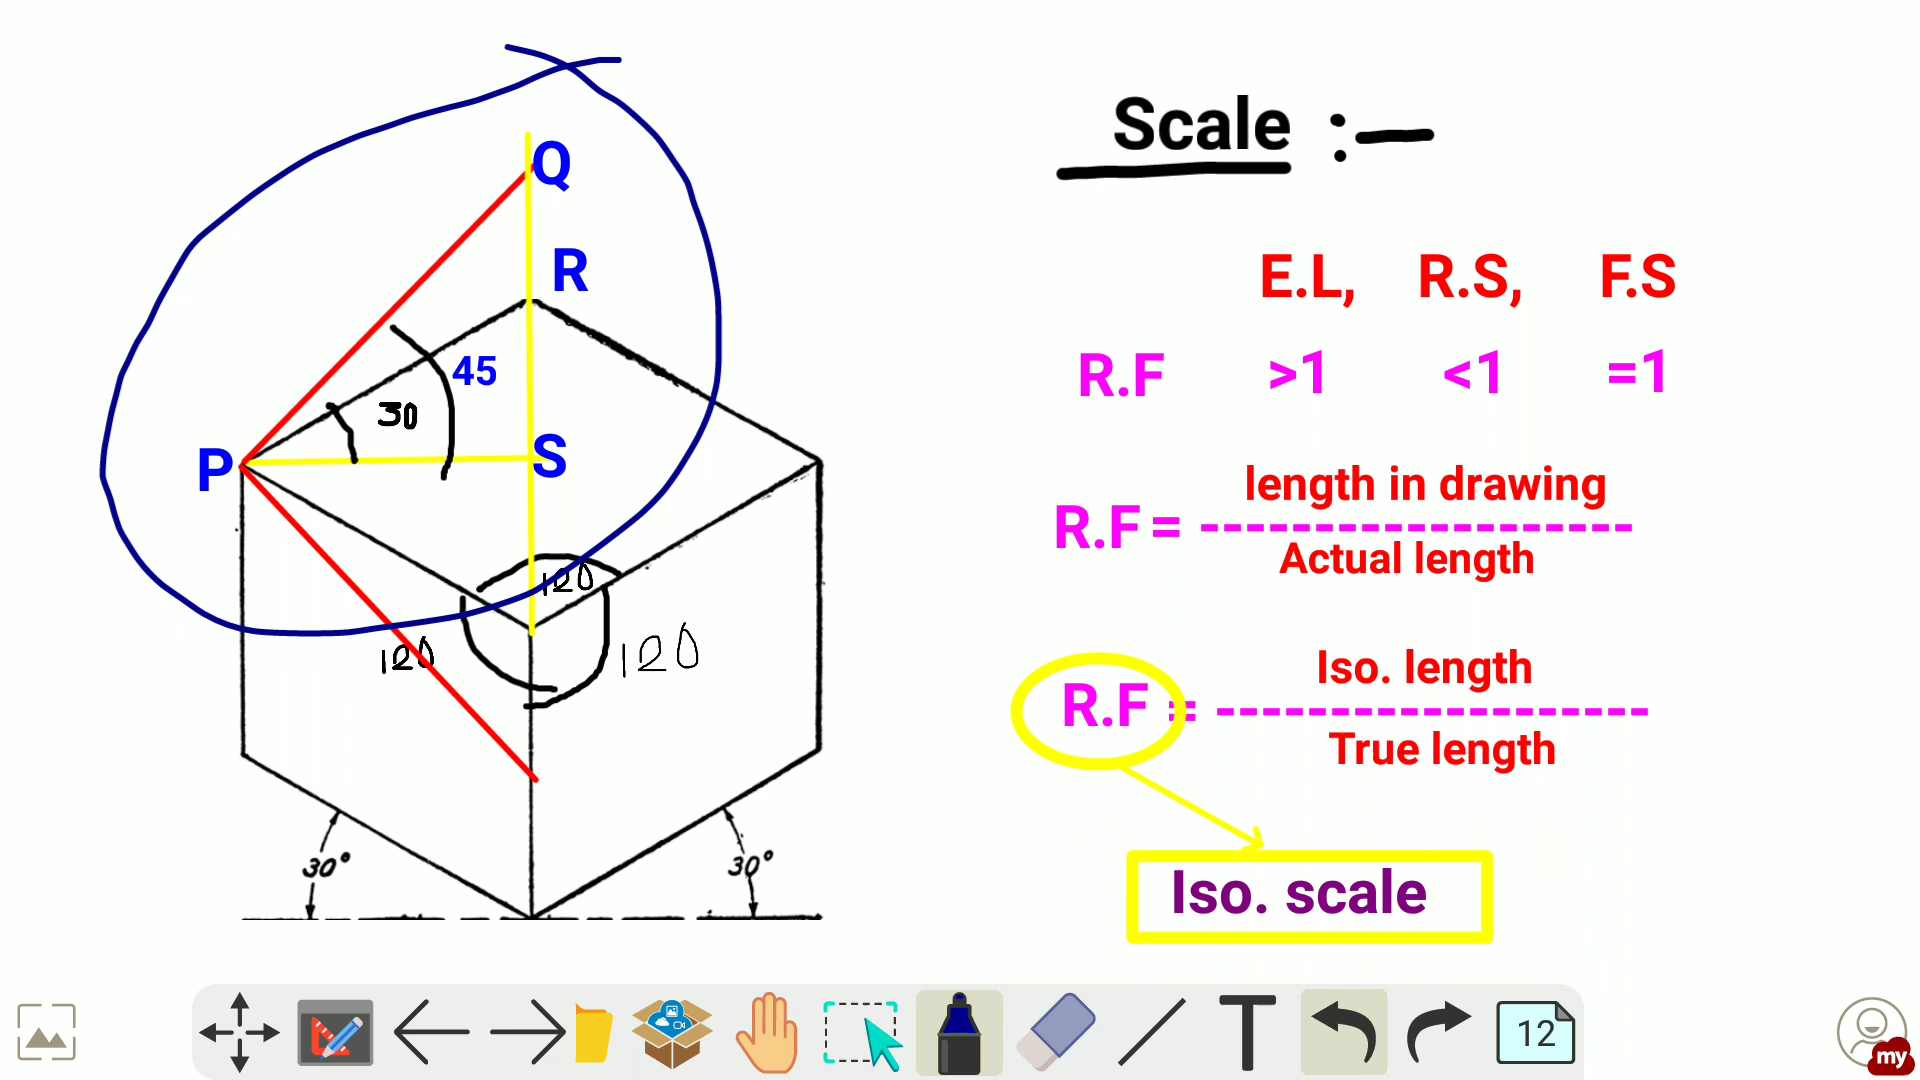 Scale :-
Q
R
E.L, R.S, F.S
45
R.F >1 <1 =1
30
P
S
length in drawing
R.F = ------------------
Actual length
120
120
120
Iso. length
R.F = ------------------
True length
30°
30°
Iso. scale
12
my